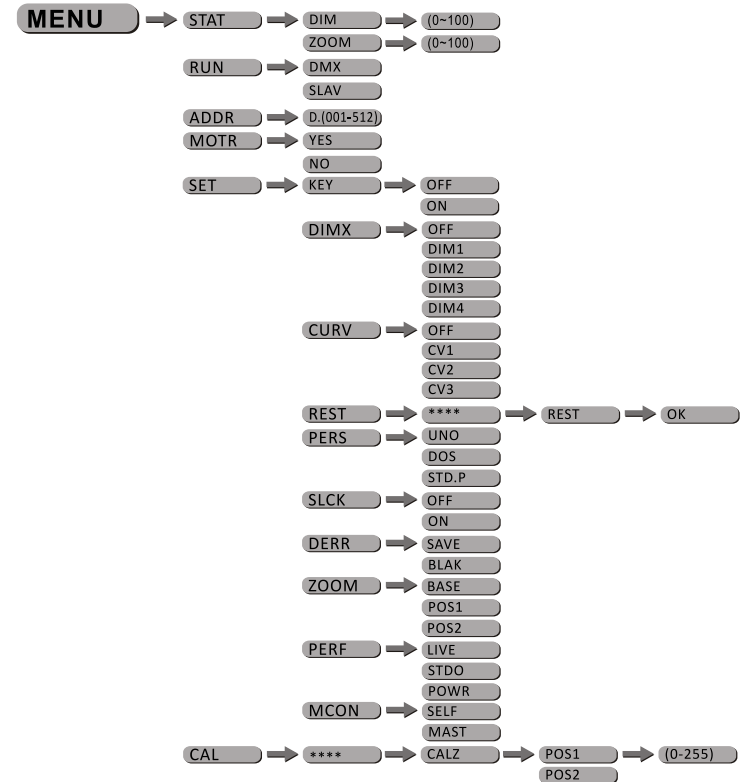 MENU STAT DIM (0~100)
ZOOM (0~100)
RUN DMX
SLAV
ADDR D.(001-512)
MOTR YES
NO
SET KEY OFF
ON
DIMX OFF
DIM1
DIM2
DIM3
DIM4
CURV OFF
CV1
CV2
CV3
REST **** REST OK
PERS UNO
DOS
STD.P
SLCK OFF
ON
DERR SAVE
BLAK
ZOOM BASE
POS1
POS2
PERF LIVE
STDO
POWR
MCON SELF
MAST
CAL **** CALZ POS1 (0-255)
POS2